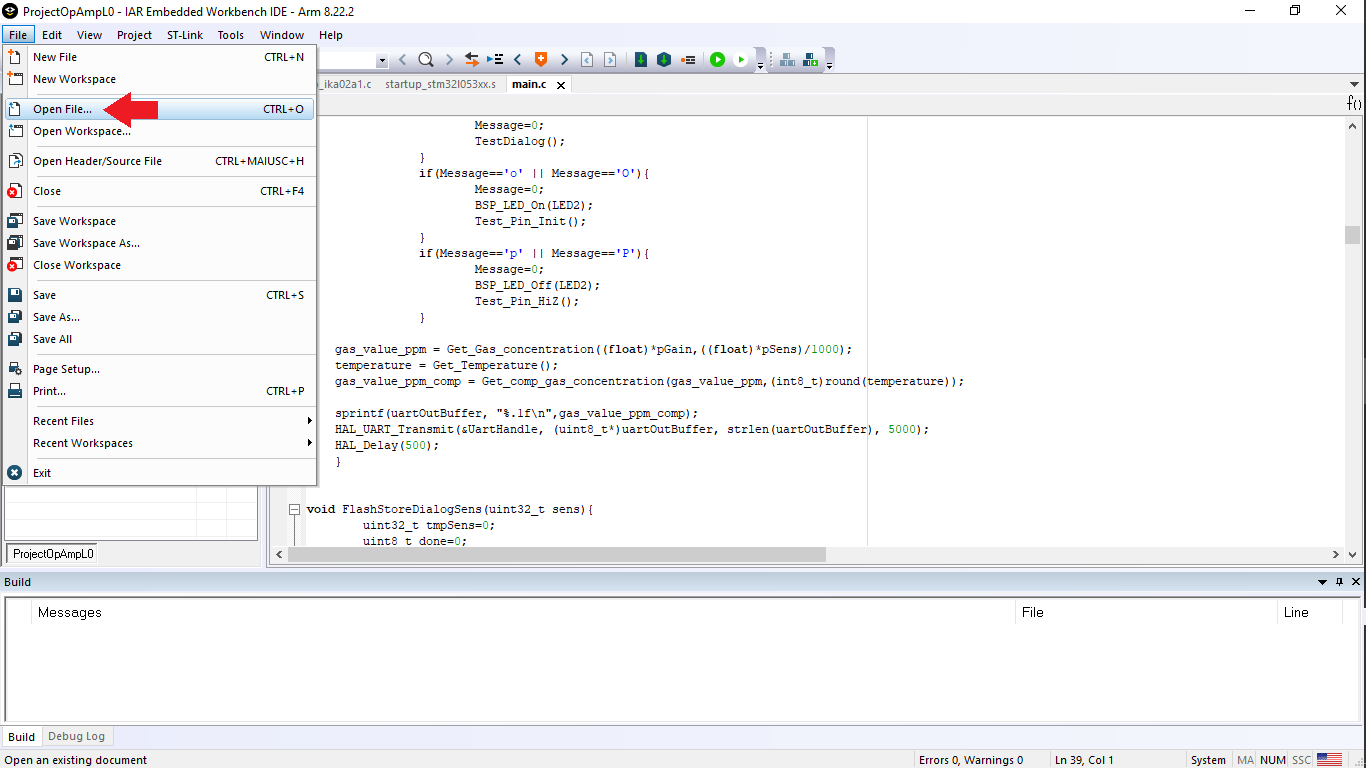 ProjectOpAmpL0 - IAR Embedded Workbench IDE - Arm 8.22.2
File Edit View Project ST-Link Tools Window Help
New File CTRL+N
New Workspace
Open File... CTRL+O
Open Workspace...
Open Header/Source File CTRL+MAIUSC+H
Close CTRL+F4
Save Workspace
Save Workspace As...
Close Workspace
Save CTRL+S
Save As...
Save All
Page Setup...
Print... CTRL+P
Recent Files
Recent Workspaces
Exit
_ika02a1.c startup_stm32l053xx.s main.c
f()
Message=0;
TestDialog();
}
if(Message=='o' || Message=='O'){
Message=0;
BSP_LED_On(LED2);
Test_Pin_Init();
}
if(Message=='p' || Message=='P'){
Message=0;
BSP_LED_Off(LED2);
Test_Pin_HiZ();
}
gas_value_ppm = Get_Gas_concentration((float)*pGain,((float)*pSens)/1000);
temperature = Get_Temperature();
gas_value_ppm_comp = Get_comp_gas_concentration(gas_value_ppm,(int8_t)round(temperature));
sprintf(uartOutBuffer, "%.1f\n",gas_value_ppm_comp);
HAL_UART_Transmit(&UartHandle, (uint8_t*)uartOutBuffer, strlen(uartOutBuffer), 5000);
HAL_Delay(500);
}
void FlashStoreDialogSens(uint32_t sens){
uint32_t tmpSens=0;
uint8_t done=0;
ProjectOpAmpL0
Build
Messages File Line
Build Debug Log
Open an existing document Errors 0, Warnings 0 Ln 39, Col 1 System MA NUM SSC